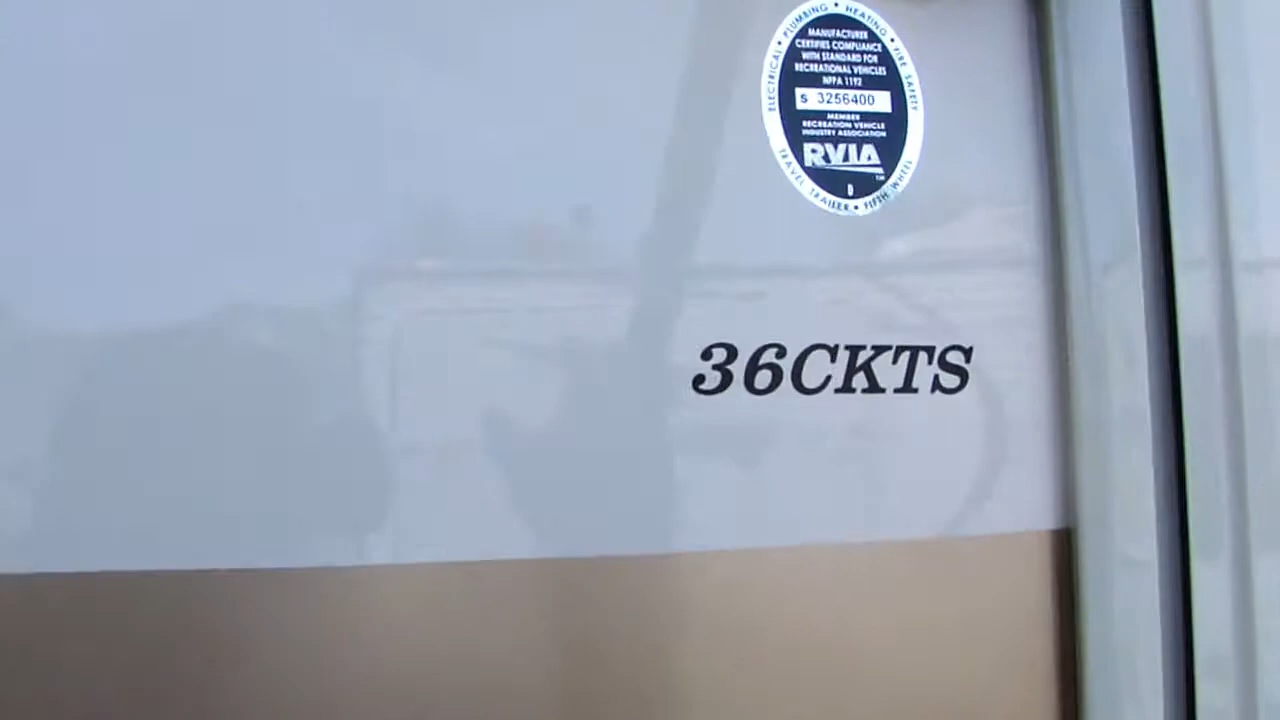 ELECTRICAL • PLUMBING • HEATING • FIRE SAFETY
MANUFACTURER
CERTIFIES COMPLIANCE
WITH STANDARD FOR
RECREATIONAL VEHICLES
NFPA 1192
S 3256400
MEMBER
RECREATION VEHICLE
INDUSTRY ASSOCIATION
RVIA
TM
D
TRAVEL TRAILER • FIFTH WHEEL
36CKTS